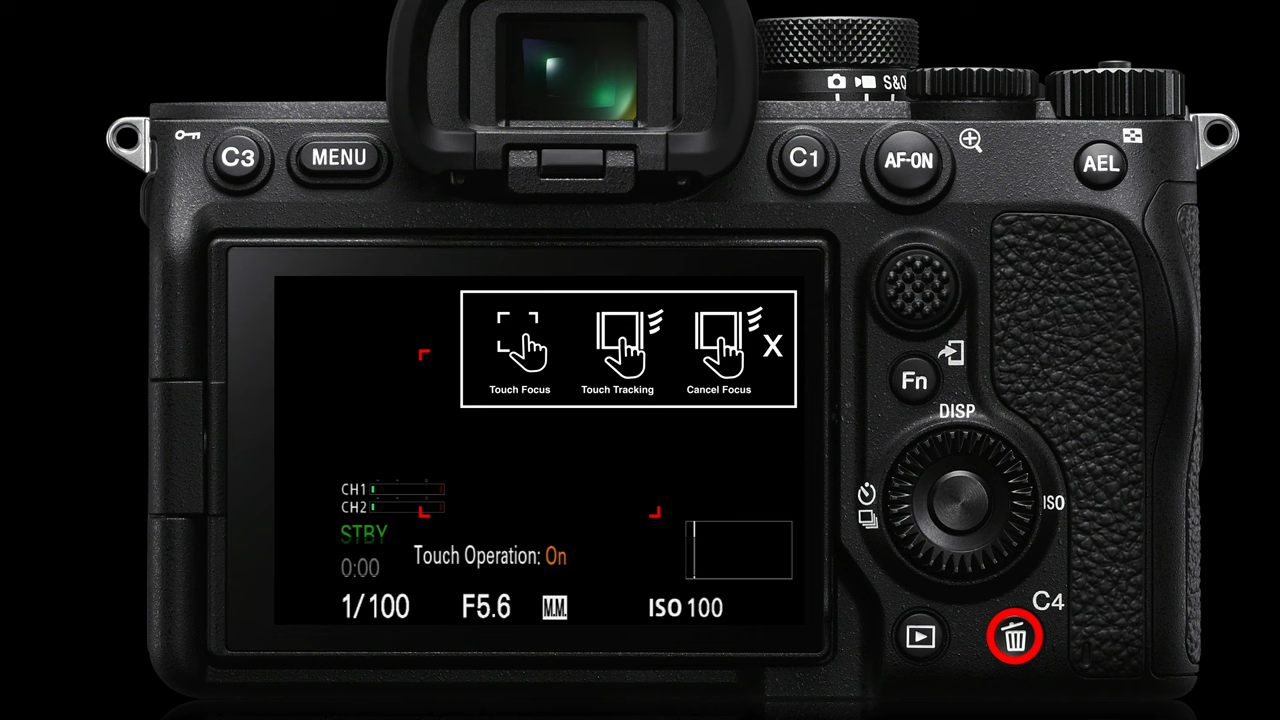 S&Q
C3
MENU
C1
AF-ON
AEL
Touch Focus
Touch Tracking
Cancel Focus
X
Fn
DISP
CH1
CH2
ISO
STBY
Touch Operation: On
0:00
1/100
F5.6
M.M.
ISO 100
C4